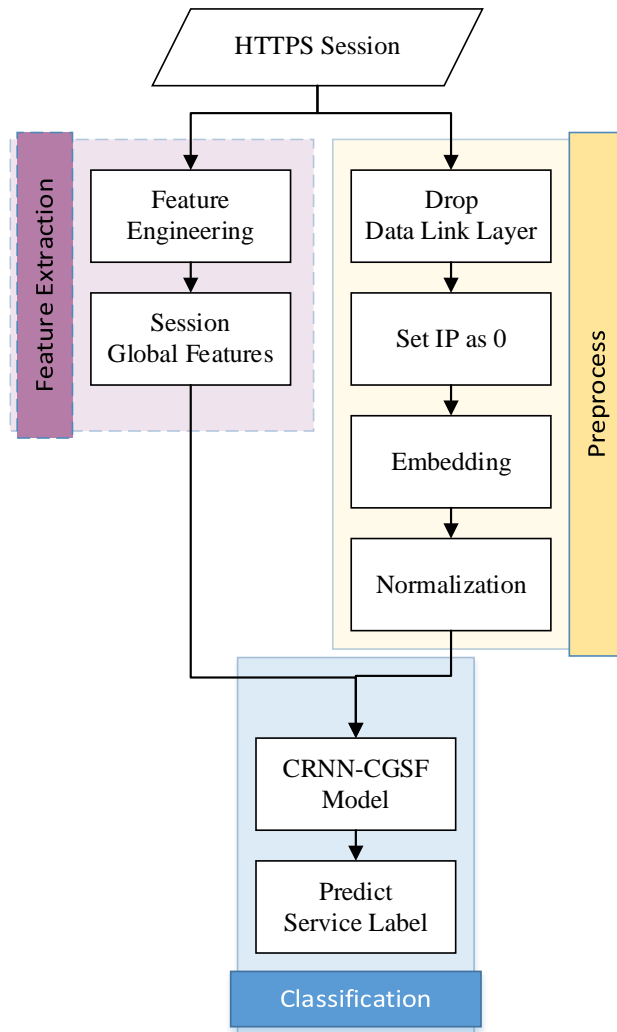 HTTPS Session
Feature Extraction
Feature
Engineering
Session
Global Features
Drop
Data Link Layer
Set IP as 0
Embedding
Normalization
Preprocess
CRNN-CGSF
Model
Predict
Service Label
Classification